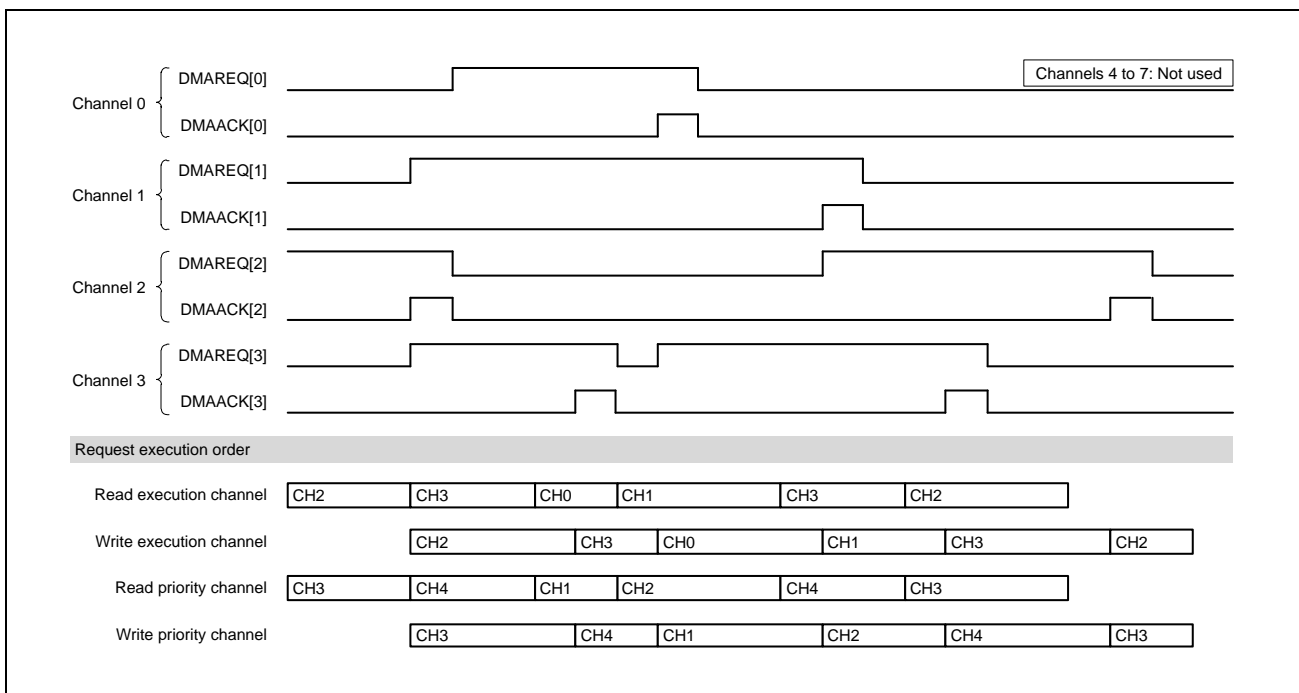 Channels 4 to 7: Not used
Channel 0
DMAREQ[0]
DMAACK[0]
Channel 1
DMAREQ[1]
DMAACK[1]
Channel 2
DMAREQ[2]
DMAACK[2]
Channel 3
DMAREQ[3]
DMAACK[3]
Request execution order
Read execution channel CH2 CH3 CH0 CH1 CH3 CH2
Write execution channel CH2 CH3 CH0 CH1 CH3 CH2
Read priority channel CH3 CH4 CH1 CH2 CH4 CH3
Write priority channel CH3 CH4 CH1 CH2 CH4 CH3